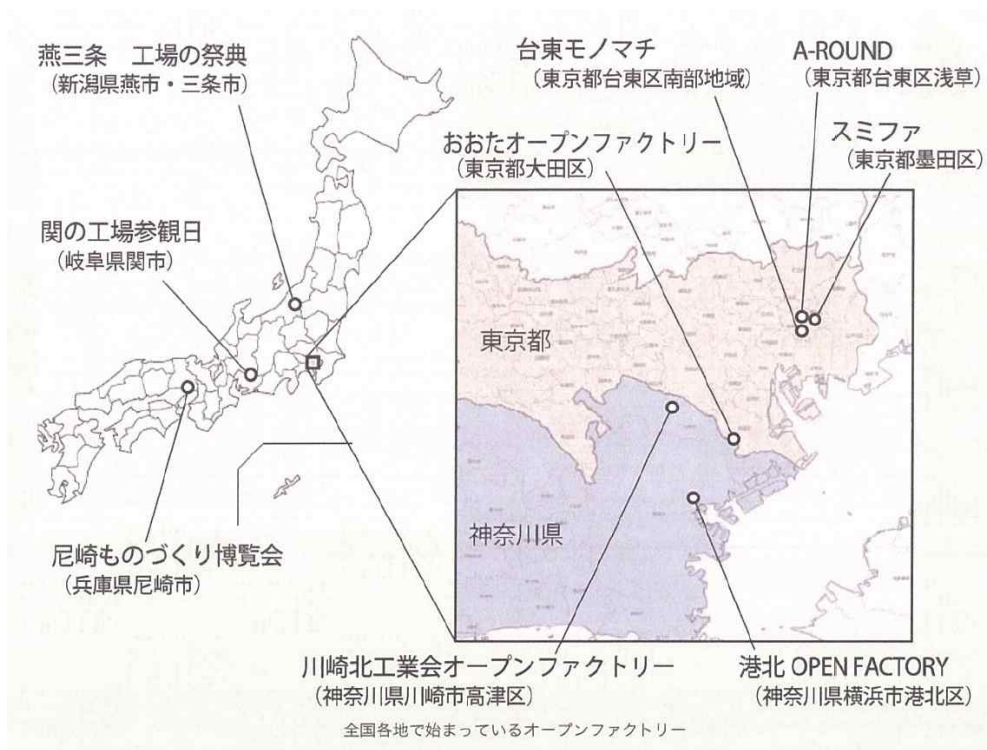 燕三条　工場の祭典
（新潟県燕市・三条市）
台東モノマチ
（東京都台東区南部地域）
A-ROUND
（東京都台東区浅草）
スミファ
（東京都墨田区）
おおたオープンファクトリー
（東京都大田区）
関の工場参観日
（岐阜県関市）
東京都
神奈川県
尼崎ものづくり博覧会
（兵庫県尼崎市）
川崎北工業会オープンファクトリー
（神奈川県川崎市高津区）
港北 OPEN FACTORY
（神奈川県横浜市港北区）
全国各地で始まっているオープンファクトリー